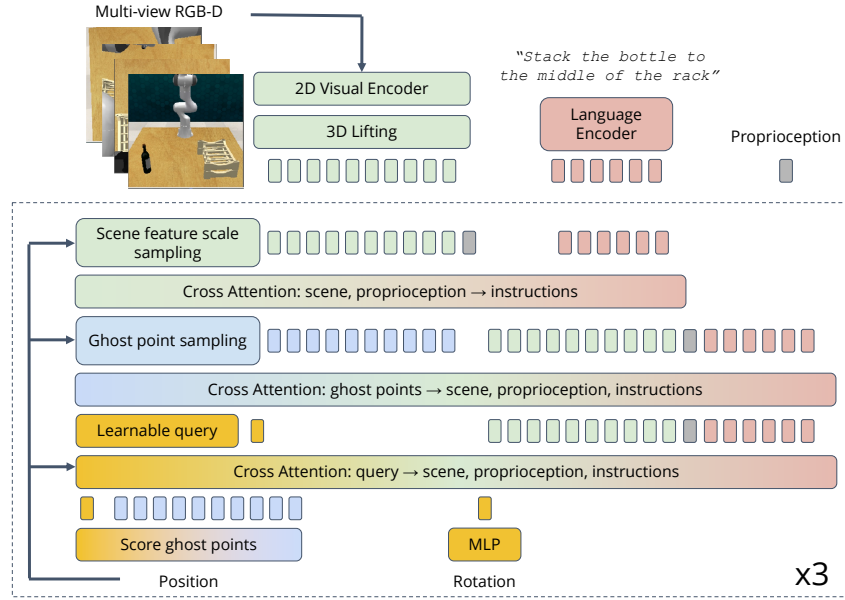 Multi-view RGB-D
2D Visual Encoder
3D Lifting
“Stack the bottle to
the middle of the rack”
Language
Encoder
Proprioception
Scene feature scale
sampling
Cross Attention: scene, proprioception → instructions
Ghost point sampling
Cross Attention: ghost points → scene, proprioception, instructions
Learnable query
Cross Attention: query → scene, proprioception, instructions
Score ghost points
MLP
Position
Rotation
x3